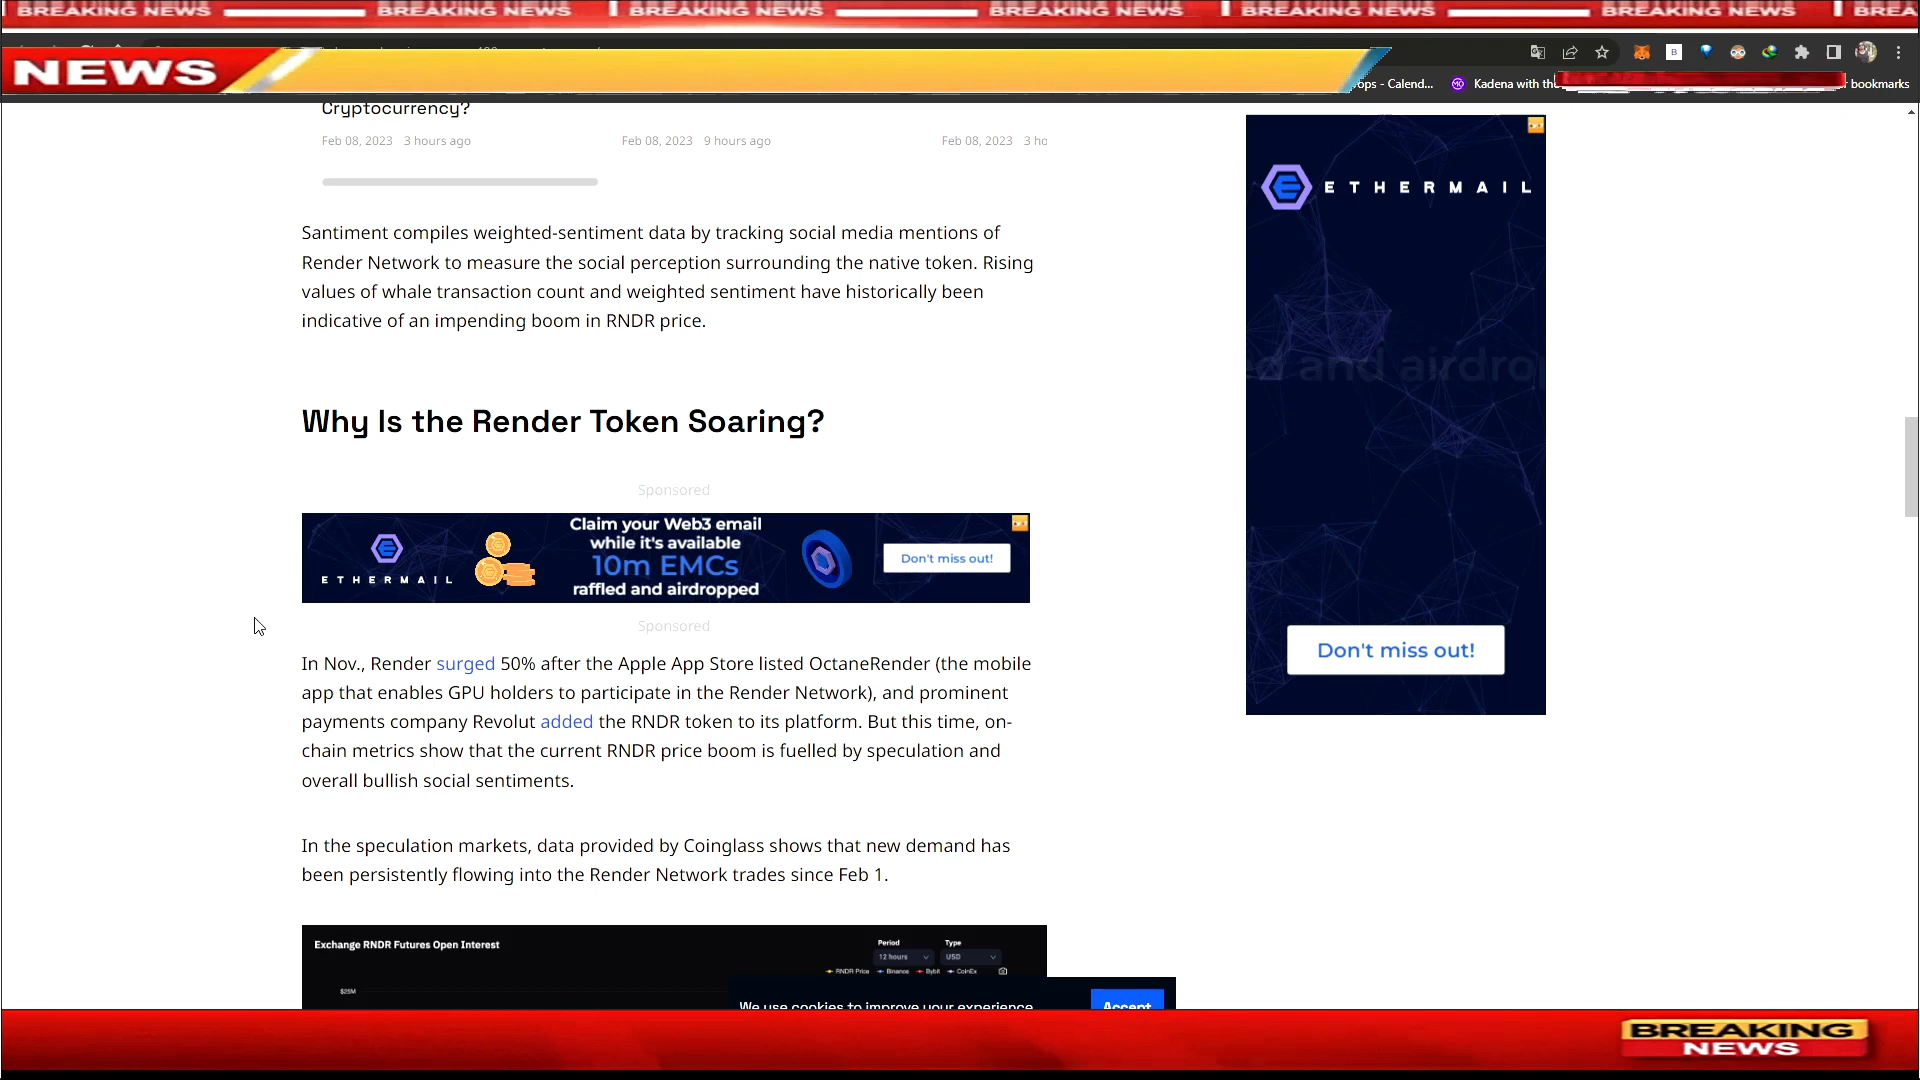 BREAKING NEWS BREAKING NEWS BREAKING NEWS BREAKING NEWS BREAKING NEWS BREAKING NEWS BREA
NEWS
ops - Calend...
Kadena with th
bookmarks
Cryptocurrency?
Feb 08, 2023 3 hours ago
Feb 08, 2023 9 hours ago
Feb 08, 2023 3 ho
Santiment compiles weighted-sentiment data by tracking social media mentions of
Render Network to measure the social perception surrounding the native token. Rising
values of whale transaction count and weighted sentiment have historically been
indicative of an impending boom in RNDR price.
Why Is the Render Token Soaring?
Sponsored
ETHERMAIL
Claim your Web3 email
while it's available
10m EMCs
raffled and airdropped
Don't miss out!
Sponsored
In Nov., Render surged 50% after the Apple App Store listed OctaneRender (the mobile
app that enables GPU holders to participate in the Render Network), and prominent
payments company Revolut added the RNDR token to its platform. But this time, on-
chain metrics show that the current RNDR price boom is fuelled by speculation and
overall bullish social sentiments.
In the speculation markets, data provided by Coinglass shows that new demand has
been persistently flowing into the Render Network trades since Feb 1.
Exchange RNDR Futures Open Interest
Period
Type
12 hours
USD
RNDR Price Binance Bybit CoinEx
$25M
We use cookies to improve your experience
Accept
ETHERMAIL
and airdro
Don't miss out!
BREAKING
NEWS